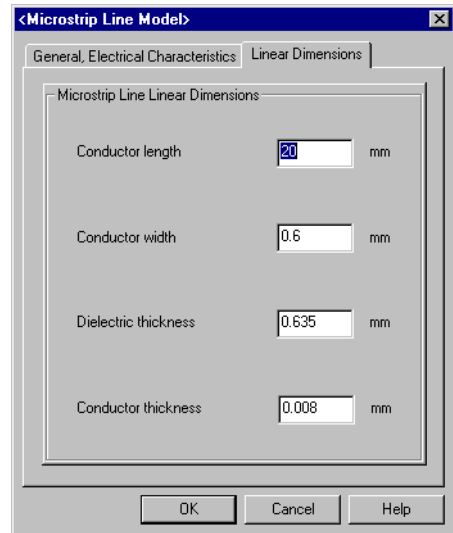 <Microstrip Line Model>
General, Electrical Characteristics Linear Dimensions
Microstrip Line Linear Dimensions
Conductor length 20 mm
Conductor width 0.6 mm
Dielectric thickness 0.635 mm
Conductor thickness 0.008 mm
OK Cancel Help